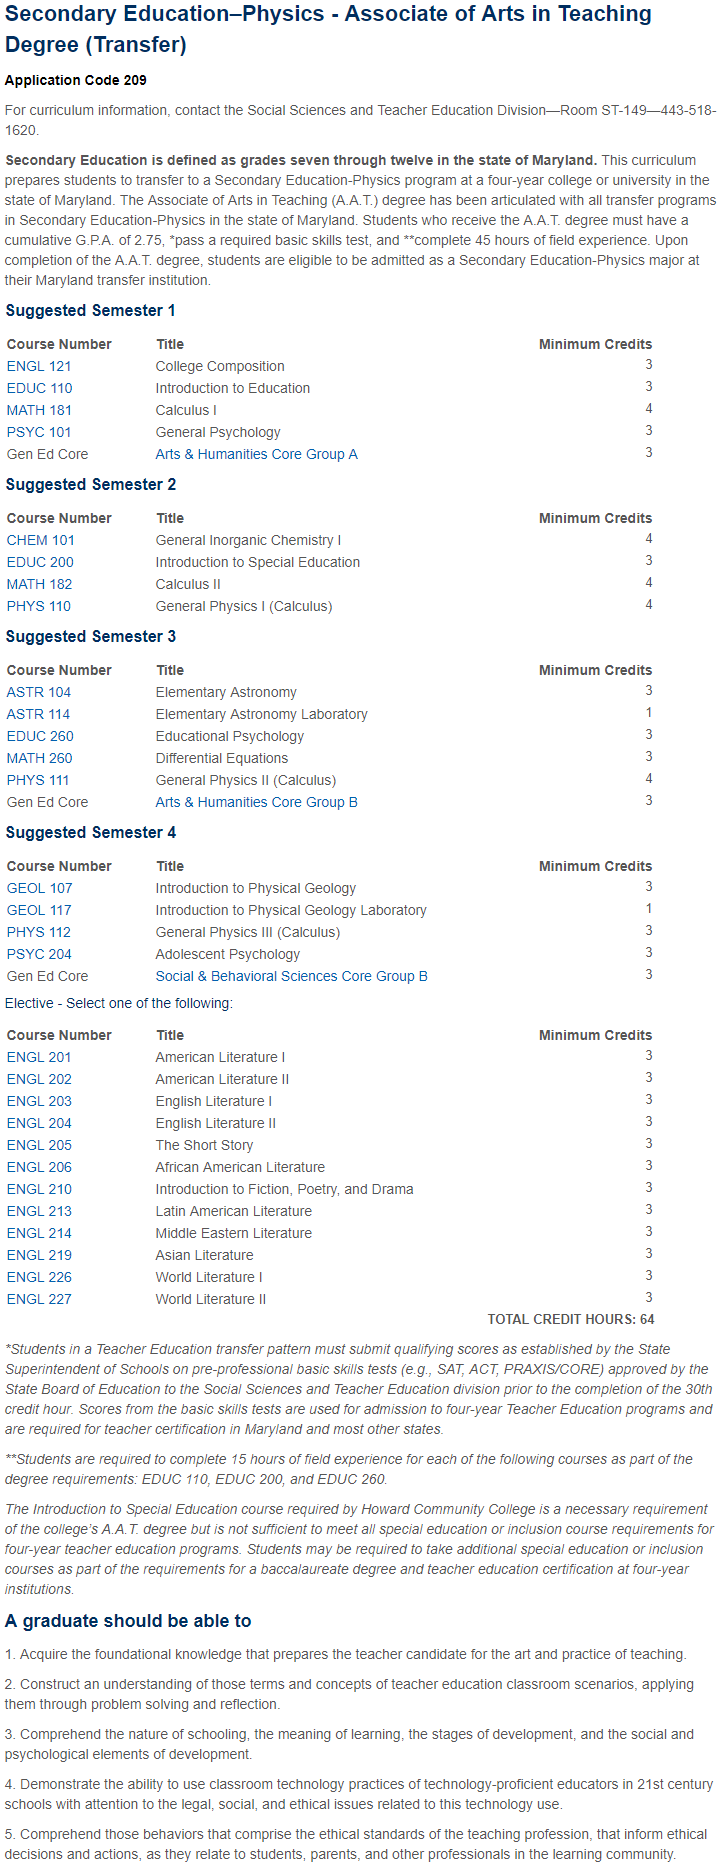 Secondary Education–Physics - Associate of Arts in Teaching
Degree (Transfer)
Application Code 209
For curriculum information, contact the Social Sciences and Teacher Education Division—Room ST-149—443-518-
1620.
Secondary Education is defined as grades seven through twelve in the state of Maryland. This curriculum
prepares students to transfer to a Secondary Education-Physics program at a four-year college or university in the
state of Maryland. The Associate of Arts in Teaching (A.A.T.) degree has been articulated with all transfer programs
in Secondary Education-Physics in the state of Maryland. Students who receive the A.A.T. degree must have a
cumulative G.P.A. of 2.75, *pass a required basic skills test, and **complete 45 hours of field experience. Upon
completion of the A.A.T. degree, students are eligible to be admitted as a Secondary Education-Physics major at
their Maryland transfer institution.
Suggested Semester 1
Course Number Title Minimum Credits
ENGL 121 College Composition 3
EDUC 110 Introduction to Education 3
MATH 181 Calculus I 4
PSYC 101 General Psychology 3
Gen Ed Core Arts & Humanities Core Group A 3
Suggested Semester 2
Course Number Title Minimum Credits
CHEM 101 General Inorganic Chemistry I 4
EDUC 200 Introduction to Special Education 3
MATH 182 Calculus II 4
PHYS 110 General Physics I (Calculus) 4
Suggested Semester 3
Course Number Title Minimum Credits
ASTR 104 Elementary Astronomy 3
ASTR 114 Elementary Astronomy Laboratory 1
EDUC 260 Educational Psychology 3
MATH 260 Differential Equations 3
PHYS 111 General Physics II (Calculus) 4
Gen Ed Core Arts & Humanities Core Group B 3
Suggested Semester 4
Course Number Title Minimum Credits
GEOL 107 Introduction to Physical Geology 3
GEOL 117 Introduction to Physical Geology Laboratory 1
PHYS 112 General Physics III (Calculus) 3
PSYC 204 Adolescent Psychology 3
Gen Ed Core Social & Behavioral Sciences Core Group B 3
Elective - Select one of the following:
Course Number Title Minimum Credits
ENGL 201 American Literature I 3
ENGL 202 American Literature II 3
ENGL 203 English Literature I 3
ENGL 204 English Literature II 3
ENGL 205 The Short Story 3
ENGL 206 African American Literature 3
ENGL 210 Introduction to Fiction, Poetry, and Drama 3
ENGL 213 Latin American Literature 3
ENGL 214 Middle Eastern Literature 3
ENGL 219 Asian Literature 3
ENGL 226 World Literature I 3
ENGL 227 World Literature II 3
TOTAL CREDIT HOURS: 64
*Students in a Teacher Education transfer pattern must submit qualifying scores as established by the State
Superintendent of Schools on pre-professional basic skills tests (e.g., SAT, ACT, PRAXIS/CORE) approved by the
State Board of Education to the Social Sciences and Teacher Education division prior to the completion of the 30th
credit hour. Scores from the basic skills tests are used for admission to four-year Teacher Education programs and
are required for teacher certification in Maryland and most other states.
**Students are required to complete 15 hours of field experience for each of the following courses as part of the
degree requirements: EDUC 110, EDUC 200, and EDUC 260.
The Introduction to Special Education course required by Howard Community College is a necessary requirement
of the college's A.A.T. degree but is not sufficient to meet all special education or inclusion course requirements for
four-year teacher education programs. Students may be required to take additional special education or inclusion
courses as part of the requirements for a baccalaureate degree and teacher education certification at four-year
institutions.
A graduate should be able to
1. Acquire the foundational knowledge that prepares the teacher candidate for the art and practice of teaching.
2. Construct an understanding of those terms and concepts of teacher education classroom scenarios, applying
them through problem solving and reflection.
3. Comprehend the nature of schooling, the meaning of learning, the stages of development, and the social and
psychological elements of development.
4. Demonstrate the ability to use classroom technology practices of technology-proficient educators in 21st century
schools with attention to the legal, social, and ethical issues related to this technology use.
5. Comprehend those behaviors that comprise the ethical standards of the teaching profession, that inform ethical
decisions and actions, as they relate to students, parents, and other professionals in the learning community.